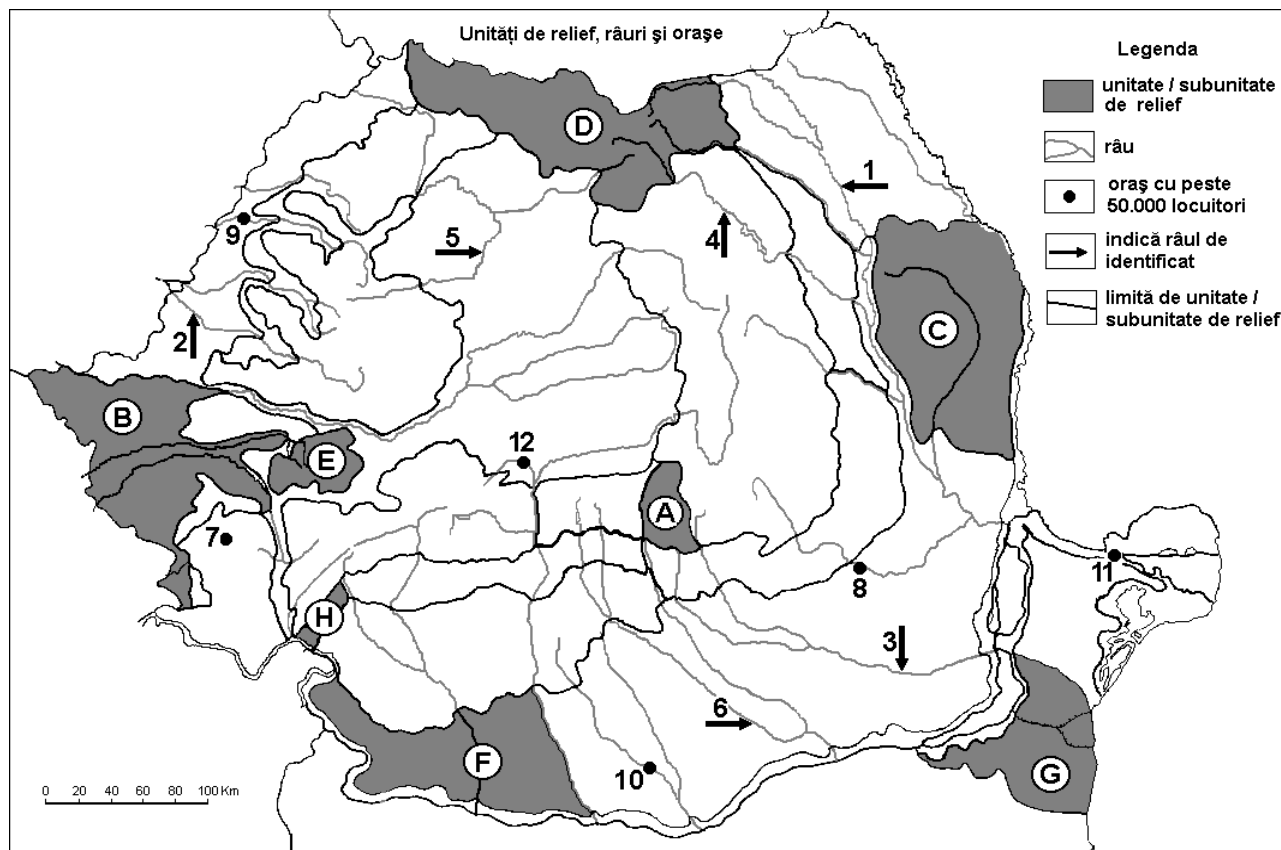 Unități de relief, râuri și orașe
Legenda
unitate / subunitate
de relief
râu
oraș cu peste
50.000 locuitori
indică râul de
identificat
limită de unitate /
subunitate de relief
D
1
9
5
4
C
2
B
12
E
A
7
11
8
H
3
6
F
10
G
0 20 40 60 80 100 Km